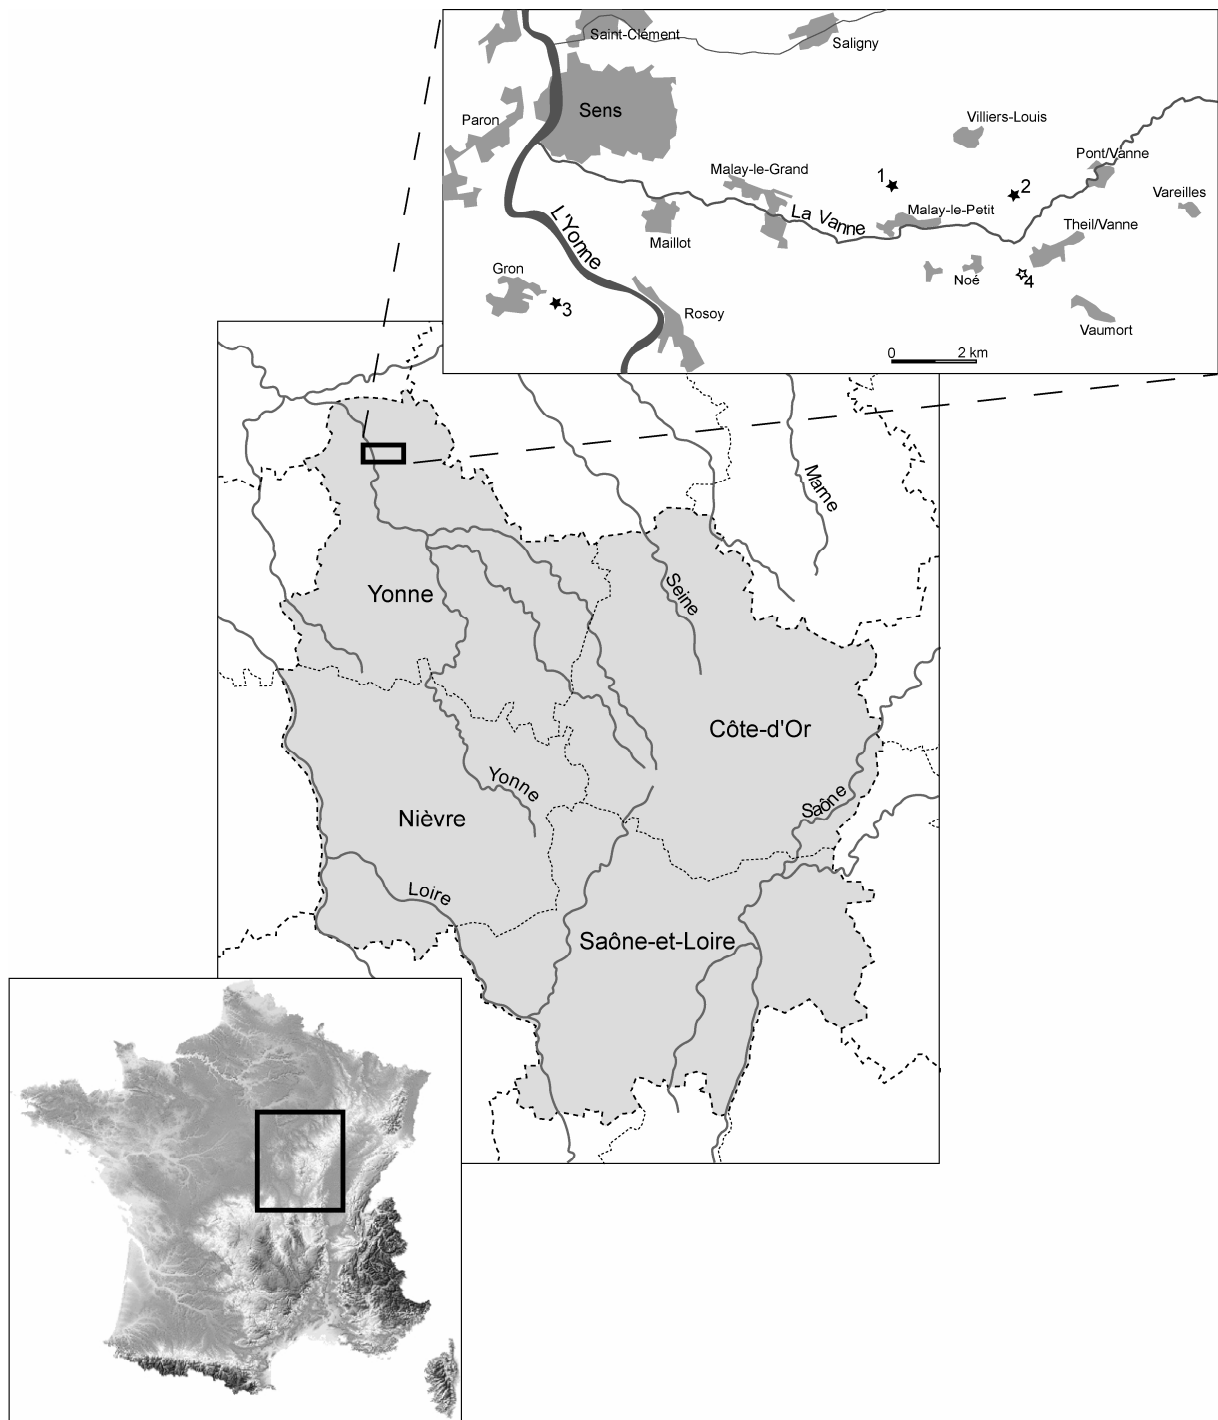 Saint-Clément
Saligny
Sens
Paron
Villiers-Louis
Pont/Vanne
Malay-le-Grand
1
2
Vareilles
Malay-le-Petit
La Vanne
Theil/Vanne
Maillot
L'Yonne
Gron
Noé
4
3
Rosoy
Vaumort
0 2 km
Marne
Yonne
Seine
Côte-d'Or
Yonne
Saône
Nièvre
Loire
Saône-et-Loire